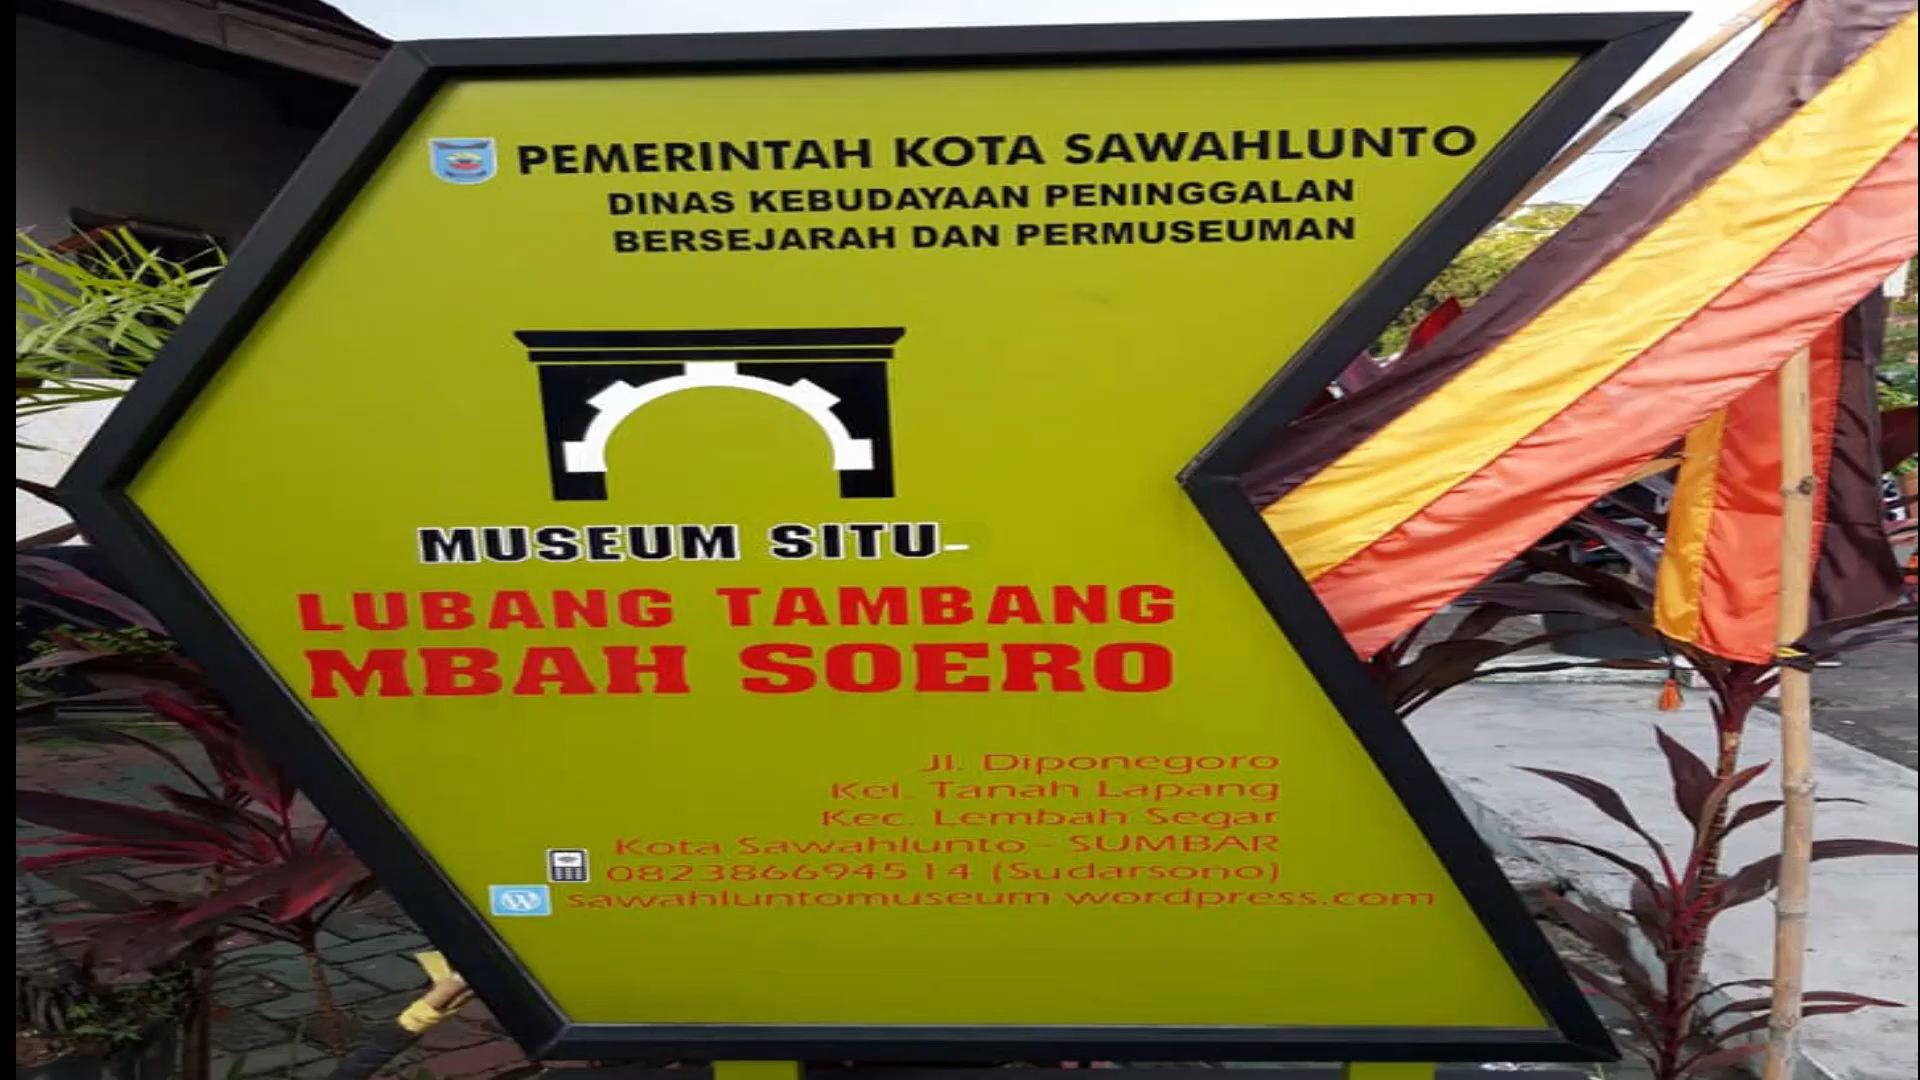 PEMERINTAH KOTA SAWAHLUNTO
DINAS KEBUDAYAAN PENINGGALAN
BERSEJARAH DAN PERMUSEUMAN
MUSEUM SITU
LUBANG TAMBANG
MBAH SOERO
Jl. Diponegoro
Kel. Tanah Lapang
Kec. Lembah Segar
Kota Sawahlunto - SUMBAR
082386694514 (Sudarsono)
sawahluntomuseum wordpress.com